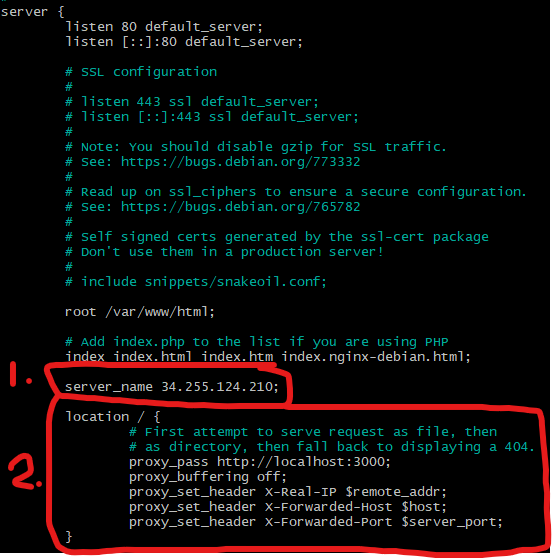 server {
listen 80 default_server;
listen [::]:80 default_server;
# SSL configuration
#
# listen 443 ssl default_server;
# listen [::]:443 ssl default_server;
#
# Note: You should disable gzip for SSL traffic.
# See: https://bugs.debian.org/773332
#
# Read up on ssl_ciphers to ensure a secure configuration.
# See: https://bugs.debian.org/765782
#
# Self signed certs generated by the ssl-cert package
# Don't use them in a production server!
#
# include snippets/snakeoil.conf;
root /var/www/html;
# Add index.php to the list if you are using PHP
index index.html index.htm index.nginx-debian.html;
1. server_name 34.255.124.210;
location / {
# First attempt to serve request as file, then
# as directory, then fall back to displaying a 404.
2. proxy_pass http://localhost:3000;
proxy_buffering off;
proxy_set_header X-Real-IP $remote_addr;
proxy_set_header X-Forwarded-Host $host;
proxy_set_header X-Forwarded-Port $server_port;
}